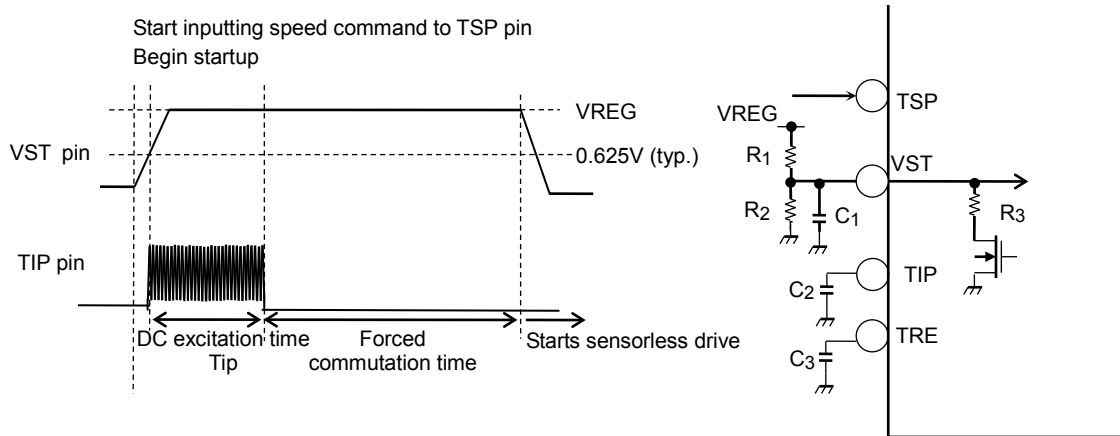 Start inputting speed command to TSP pin
Begin startup
VREG
VST pin
0.625V (typ.)
TIP pin
DC excitation time
Tip
Forced
commutation time
Starts sensorless drive
TSP
VREG
R1
VST
R2
C1
R3
TIP
C2
TRE
C3